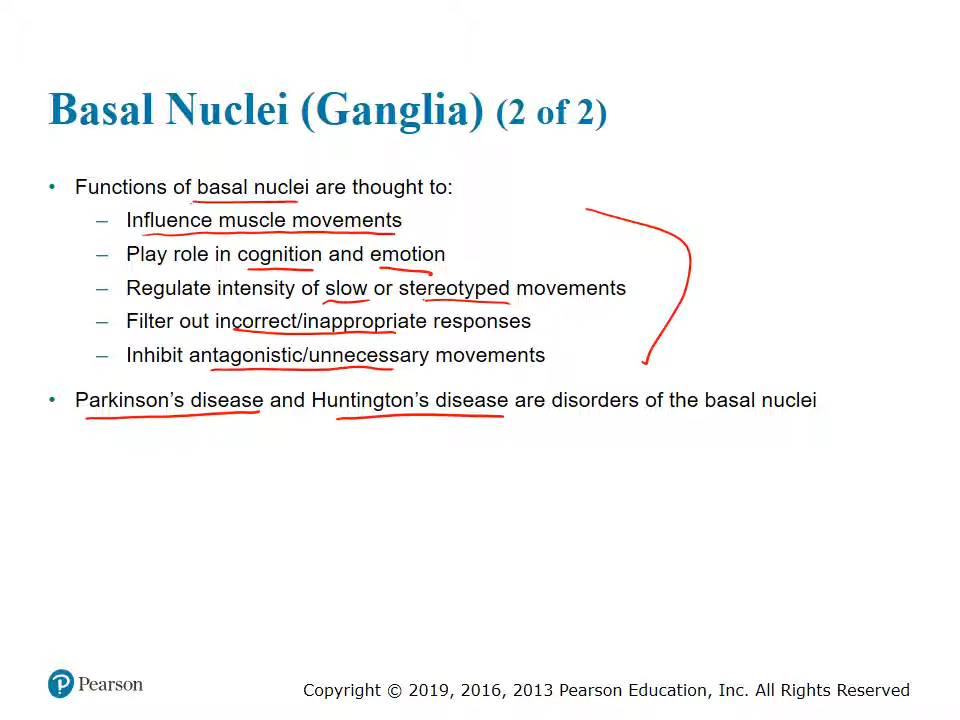 Basal Nuclei (Ganglia) (2 of 2)
• Functions of basal nuclei are thought to:
– Influence muscle movements
– Play role in cognition and emotion
– Regulate intensity of slow or stereotyped movements
– Filter out incorrect/inappropriate responses
– Inhibit antagonistic/unnecessary movements
• Parkinson's disease and Huntington's disease are disorders of the basal nuclei
Pearson
Copyright © 2019, 2016, 2013 Pearson Education, Inc. All Rights Reserved